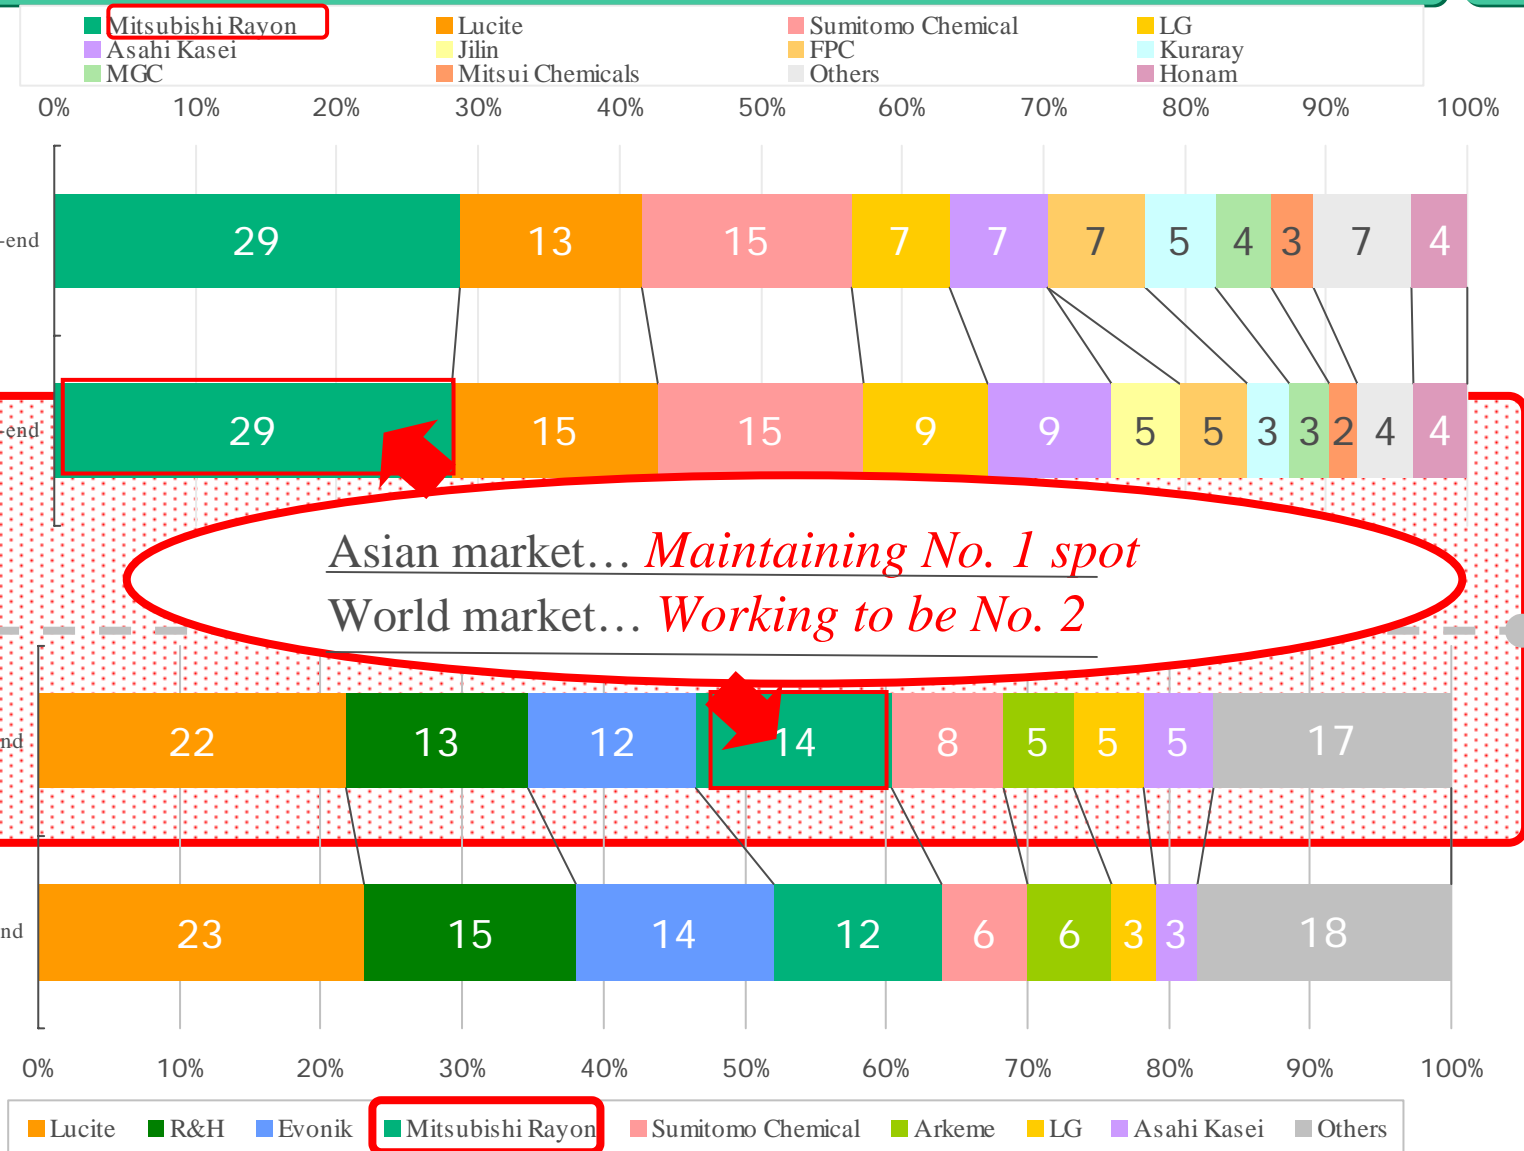 Mitsubishi Rayon Lucite Sumitomo Chemical LG
Asahi Kasei Jilin FPC Kuraray
MGC Mitsui Chemicals Others Honam
0% 10% 20% 30% 40% 50% 60% 70% 80% 90% 100%
-end 29 13 15 7 7 7 5 4 3 7 4
-end 29 15 15 9 9 5 5 3 3 2 4 4
Asian market… Maintaining No. 1 spot
World market… Working to be No. 2
nd 22 13 12 14 8 5 5 5 17
nd 23 15 14 12 6 6 3 3 18
0% 10% 20% 30% 40% 50% 60% 70% 80% 90% 100%
Lucite R&H Evonik Mitsubishi Rayon Sumitomo Chemical Arkeme LG Asahi Kasei Others